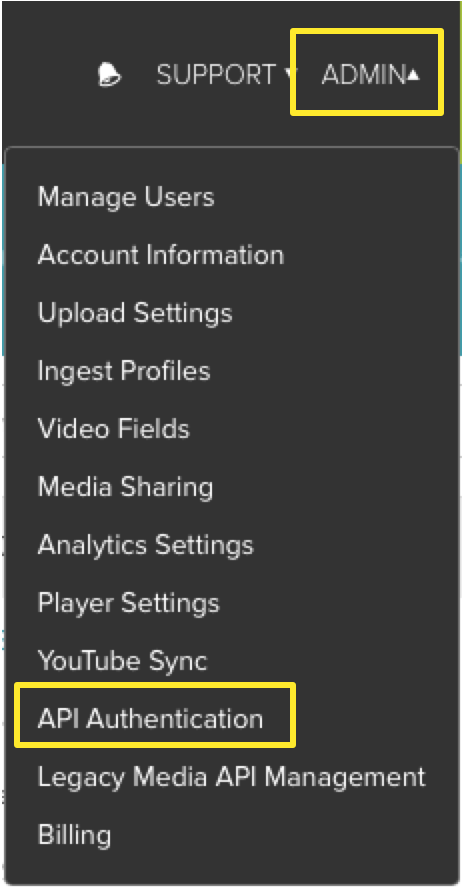 SUPPORT ADMIN
Manage Users
Account Information
Upload Settings
Ingest Profiles
Video Fields
Media Sharing
Analytics Settings
Player Settings
YouTube Sync
API Authentication
Legacy Media API Management
Billing